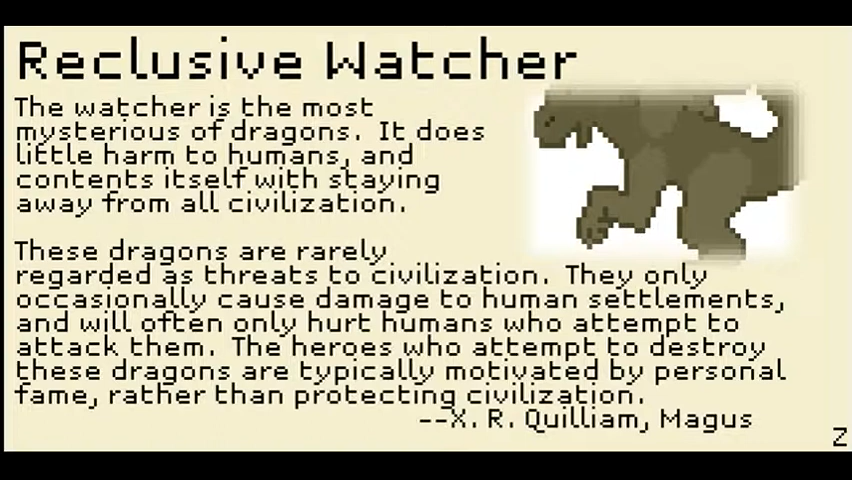 Reclusive Watcher
The watcher is the most
mysterious of dragons. It does
little harm to humans, and
contents itself with staying
away from all civilization.
These dragons are rarely
regarded as threats to civilization. They only
occasionally cause damage to human settlements,
and will often only hurt humans who attempt to
attack them. The heroes who attempt to destroy
these dragons are typically motivated by personal
fame, rather than protecting civilization.
--X. R. Quilliam, Magus
Z